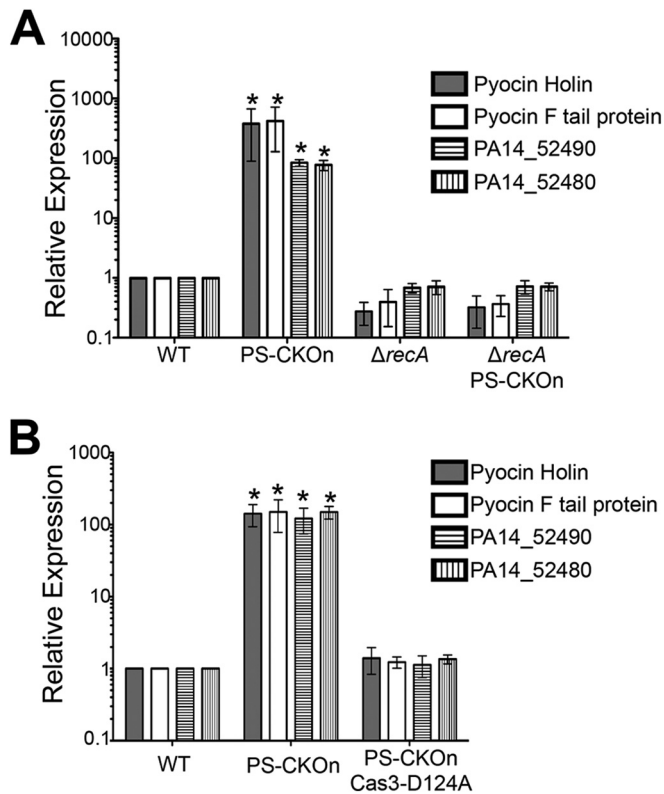 A
Relative Expression
10000
1000
100
10
1
0.1
* * * *
Pyocin Holin
Pyocin F tail protein
PA14_52490
PA14_52480
WT PS-CKOn ΔrecA ΔrecA
PS-CKOn
B
Relative Expression
1000
100
10
1
0.1
* * * *
Pyocin Holin
Pyocin F tail protein
PA14_52490
PA14_52480
WT PS-CKOn PS-CKOn
Cas3-D124A